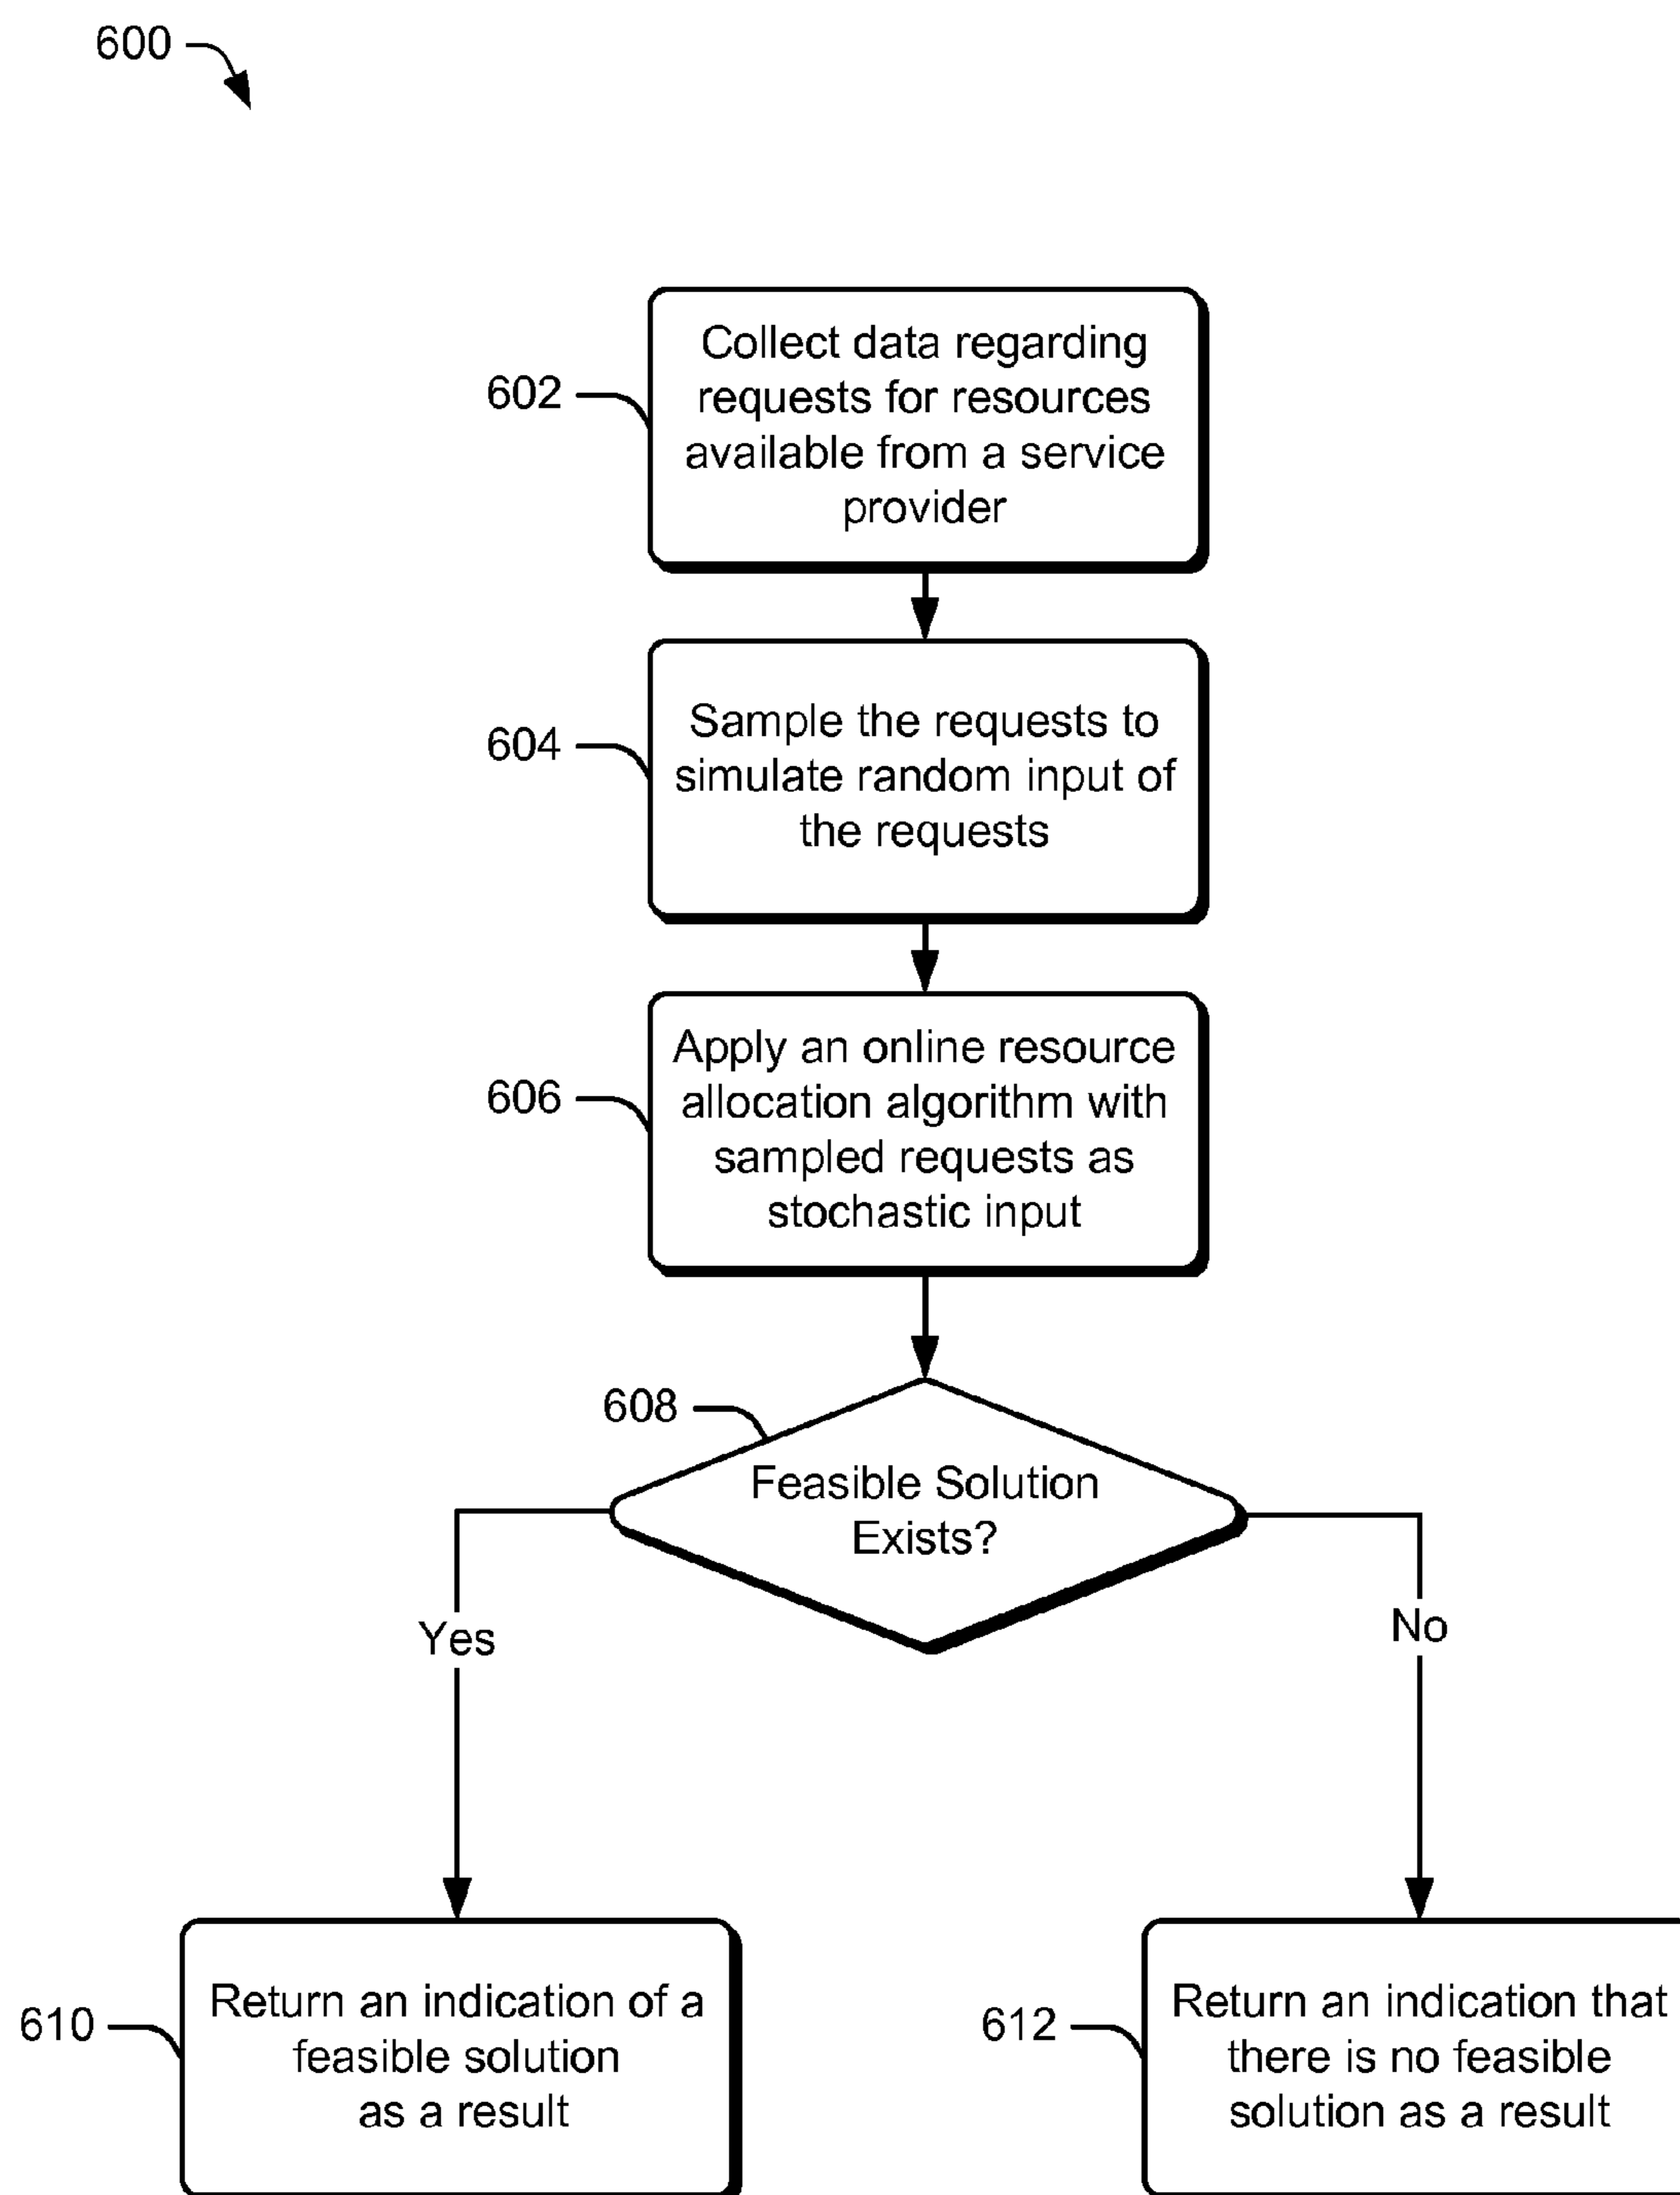 600
602
Collect data regarding
requests for resources
available from a service
provider
604
Sample the requests to
simulate random input of
the requests
606
Apply an online resource
allocation algorithm with
sampled requests as
stochastic input
608
Feasible Solution
Exists?
Yes
No
610
Return an indication of a
feasible solution
as a result
612
Return an indication that
there is no feasible
solution as a result